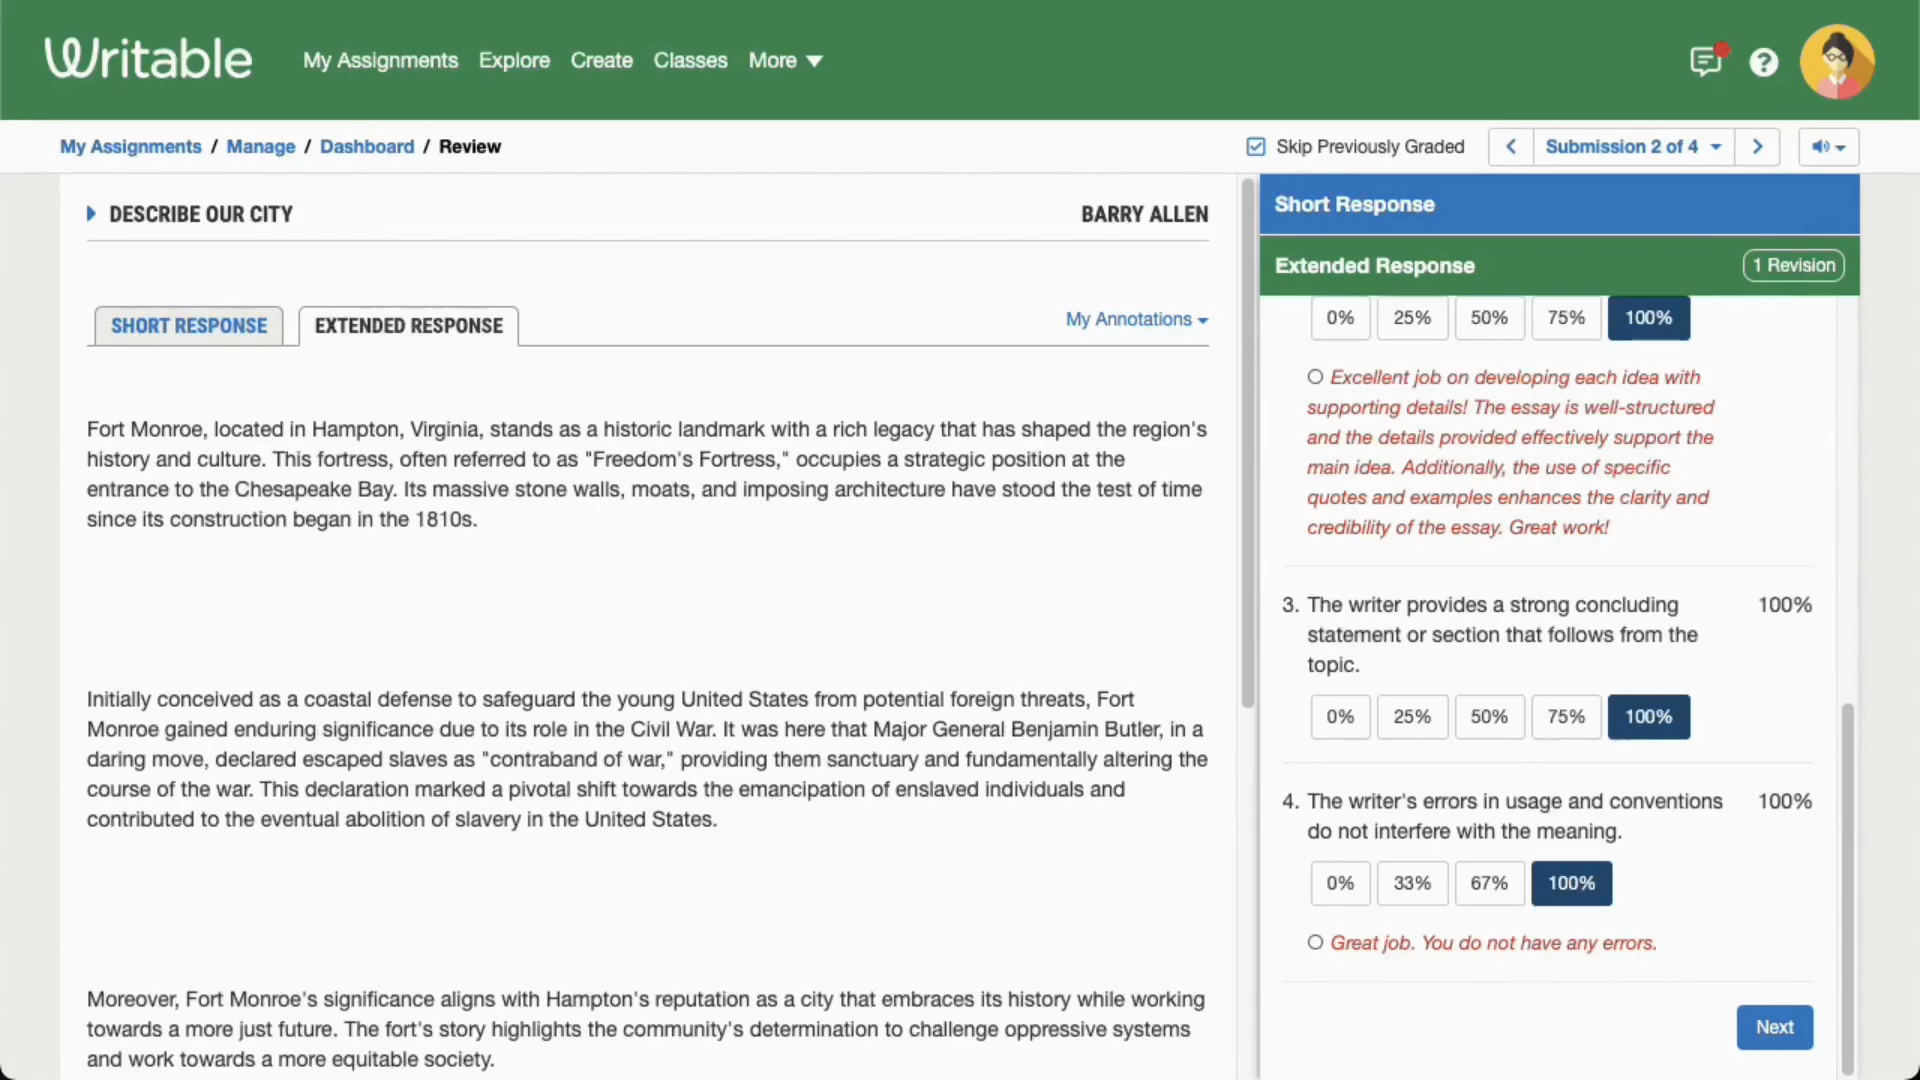 Writable
My Assignments Explore Create Classes More
My Assignments / Manage / Dashboard / Review
Skip Previously Graded
Submission 2 of 4
DESCRIBE OUR CITY
BARRY ALLEN
SHORT RESPONSE
EXTENDED RESPONSE
My Annotations
Fort Monroe, located in Hampton, Virginia, stands as a historic landmark with a rich legacy that has shaped the region's
history and culture. This fortress, often referred to as "Freedom's Fortress," occupies a strategic position at the
entrance to the Chesapeake Bay. Its massive stone walls, moats, and imposing architecture have stood the test of time
since its construction began in the 1810s.
Initially conceived as a coastal defense to safeguard the young United States from potential foreign threats, Fort
Monroe gained enduring significance due to its role in the Civil War. It was here that Major General Benjamin Butler, in a
daring move, declared escaped slaves as "contraband of war," providing them sanctuary and fundamentally altering the
course of the war. This declaration marked a pivotal shift towards the emancipation of enslaved individuals and
contributed to the eventual abolition of slavery in the United States.
Moreover, Fort Monroe's significance aligns with Hampton's reputation as a city that embraces its history while working
towards a more just future. The fort's story highlights the community's determination to challenge oppressive systems
and work towards a more equitable society.
Short Response
Extended Response
1 Revision
0% 25% 50% 75% 100%
Excellent job on developing each idea with
supporting details! The essay is well-structured
and the details provided effectively support the
main idea. Additionally, the use of specific
quotes and examples enhances the clarity and
credibility of the essay. Great work!
3. The writer provides a strong concluding 100%
statement or section that follows from the
topic.
0% 25% 50% 75% 100%
4. The writer's errors in usage and conventions 100%
do not interfere with the meaning.
0% 33% 67% 100%
Great job. You do not have any errors.
Next